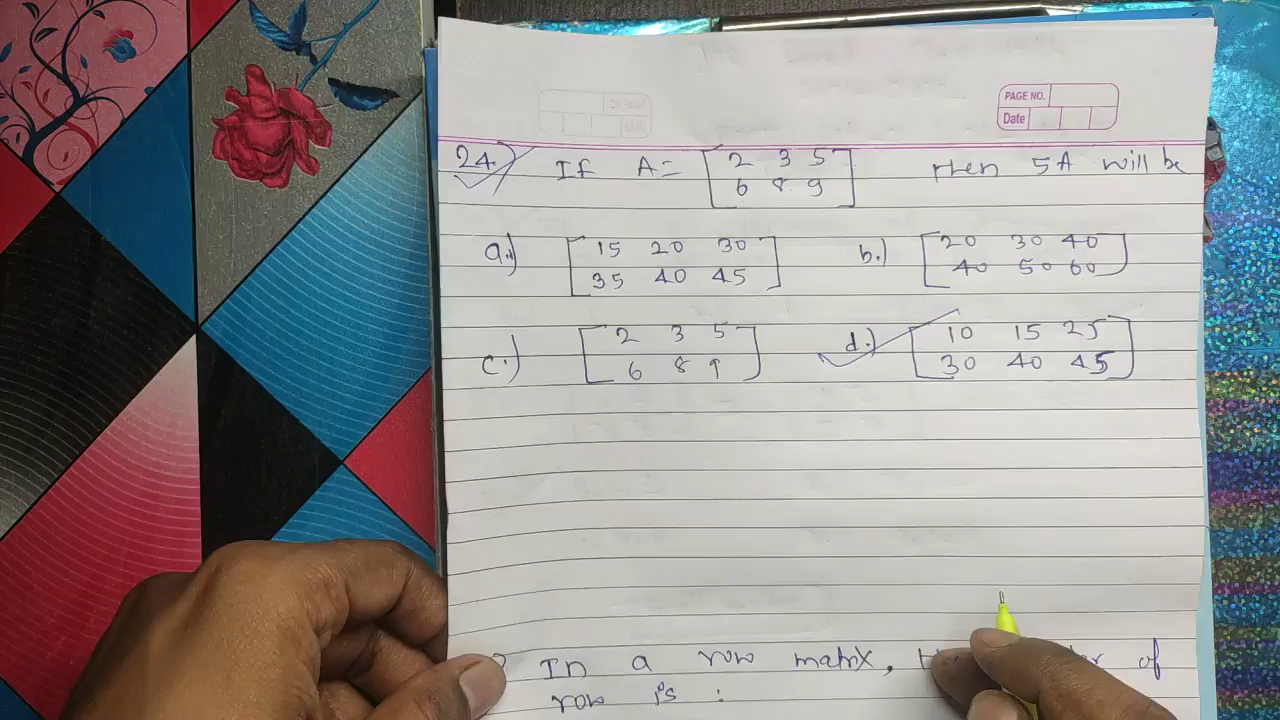 PAGE NO.
Date
24.) If A = [2 3 5 then 5A will be
6 8 9]
a.) [15 20 30 b.) [20 30 40
35 40 45] 40 50 60]
c.) [2 3 5 d.) [10 15 25
6 8 9] 30 40 45]
In a row matrix, of
row is :